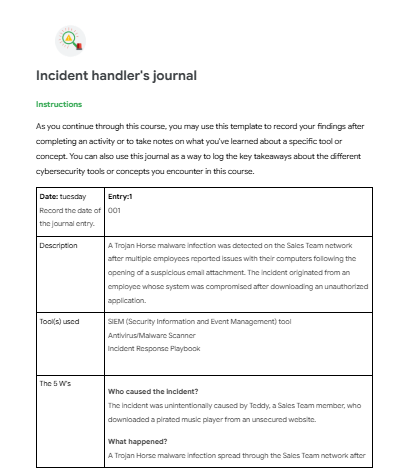 Incident handler's journal
Instructions
As you continue through this course, you may use this template to record your findings after
completing an activity or to take notes on what you've learned about a specific tool or
concept. You can also use this journal as a way to log the key takeaways about the different
cybersecurity tools or concepts you encounter in this course.
Date: tuesday
Record the date of
the journal entry.
Entry:1
001
Description
A Trojan Horse malware infection was detected on the Sales Team network
after multiple employees reported issues with their computers following the
opening of a suspicious email attachment. The incident originated from an
employee whose system was compromised after downloading an unauthorized
application.
Tool(s) used
SIEM (Security Information and Event Management) tool
Antivirus/Malware Scanner
Incident Response Playbook
The 5 W's
Who caused the incident?
The incident was unintentionally caused by Teddy, a Sales Team member, who
downloaded a pirated music player from an unsecured website.
What happened?
A Trojan Horse malware infection spread through the Sales Team network after